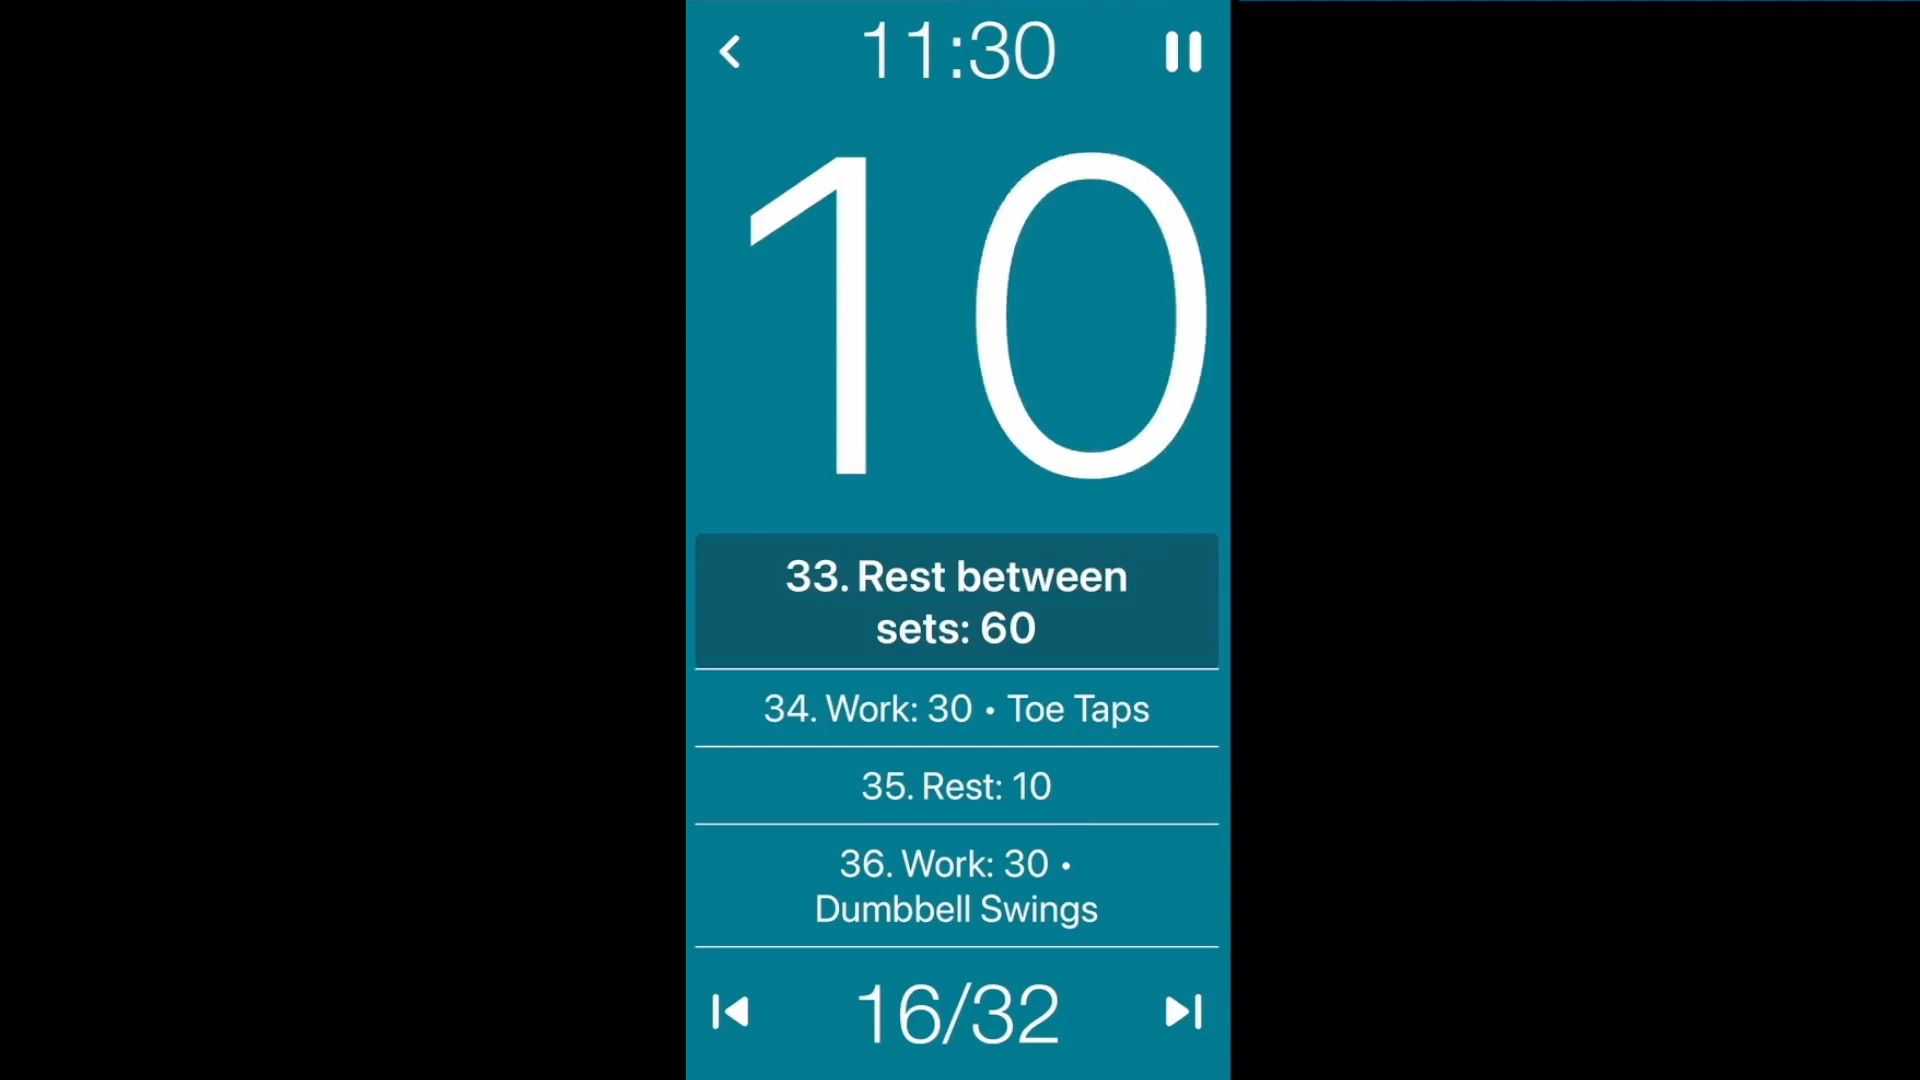 11:30
10
33. Rest between
sets: 60
34. Work: 30 • Toe Taps
35. Rest: 10
36. Work: 30 •
Dumbbell Swings
16/32